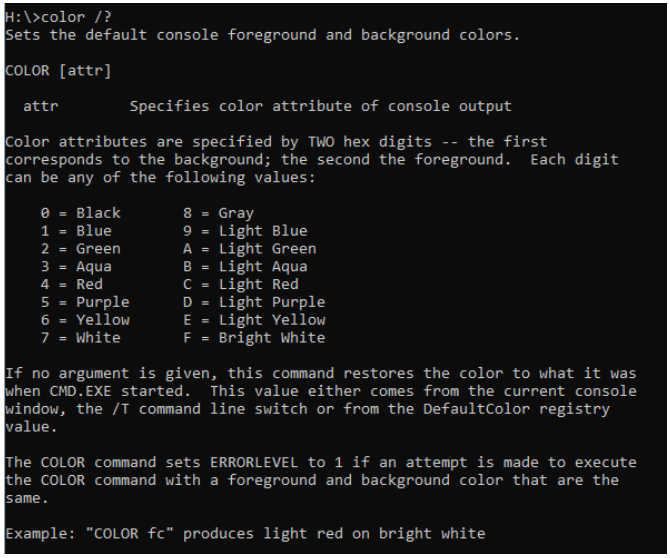 H:\>color /?
Sets the default console foreground and background colors.
COLOR [attr]
attr        Specifies color attribute of console output
Color attributes are specified by TWO hex digits -- the first
corresponds to the background; the second the foreground.  Each digit
can be any of the following values:
0 = Black       8 = Gray
1 = Blue        9 = Light Blue
2 = Green       A = Light Green
3 = Aqua        B = Light Aqua
4 = Red         C = Light Red
5 = Purple      D = Light Purple
6 = Yellow      E = Light Yellow
7 = White       F = Bright White
If no argument is given, this command restores the color to what it was
when CMD.EXE started.  This value either comes from the current console
window, the /T command line switch or from the DefaultColor registry
value.
The COLOR command sets ERRORLEVEL to 1 if an attempt is made to execute
the COLOR command with a foreground and background color that are the
same.
Example: "COLOR fc" produces light red on bright white